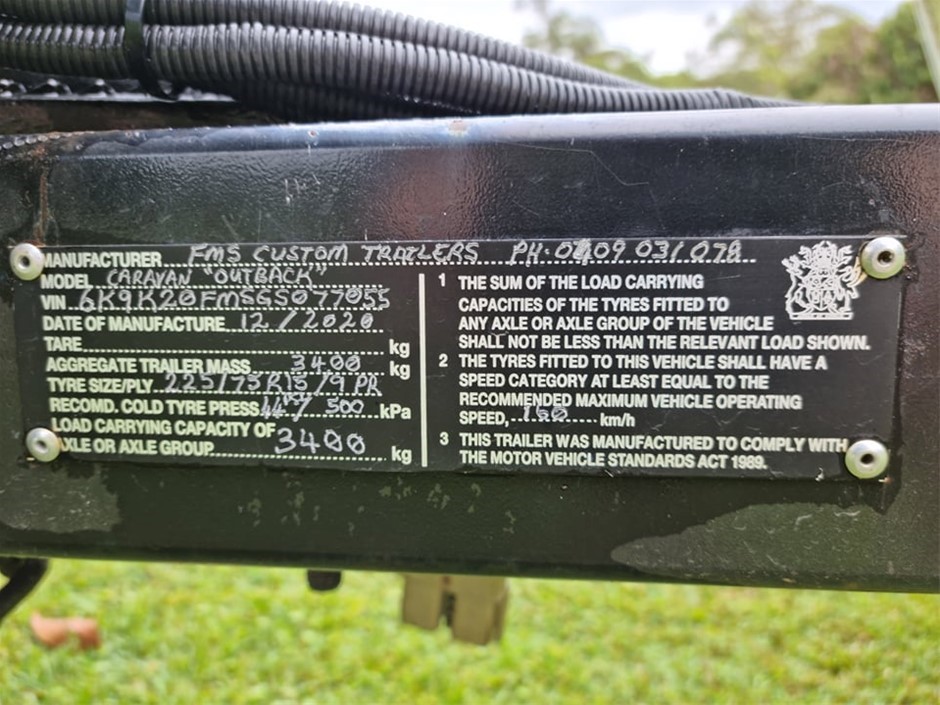 MANUFACTURER FMS CUSTOM TRAILERS PH: 0409 031 078
MODEL CARAVAN "OUTBACK"
VIN 6K9K20FMSGS077055
DATE OF MANUFACTURE 12/2020
TARE kg
AGGREGATE TRAILER MASS 3400 kg
TYRE SIZE/PLY 225/75R15/9 PR
RECOMD. COLD TYRE PRESS / 500 kPa
LOAD CARRYING CAPACITY OF
AXLE OR AXLE GROUP 3400 kg
1 THE SUM OF THE LOAD CARRYING
CAPACITIES OF THE TYRES FITTED TO
ANY AXLE OR AXLE GROUP OF THE VEHICLE
SHALL NOT BE LESS THAN THE RELEVANT LOAD SHOWN.
2 THE TYRES FITTED TO THIS VEHICLE SHALL HAVE A
SPEED CATEGORY AT LEAST EQUAL TO THE
RECOMMENDED MAXIMUM VEHICLE OPERATING
SPEED, 160 km/h
3 THIS TRAILER WAS MANUFACTURED TO COMPLY WITH
THE MOTOR VEHICLE STANDARDS ACT 1989.